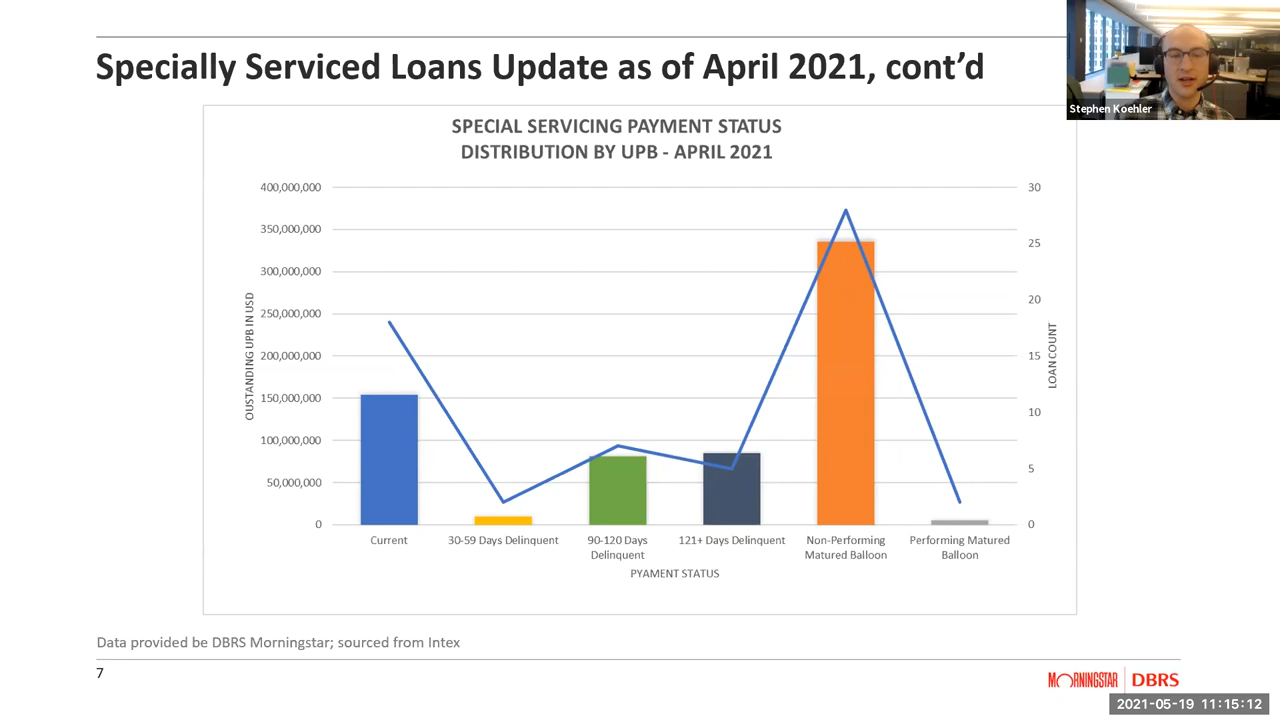 Specially Serviced Loans Update as of April 2021, cont'd
Stephen Koehler
SPECIAL SERVICING PAYMENT STATUS
DISTRIBUTION BY UPB - APRIL 2021
400,000,000
350,000,000
300,000,000
250,000,000
200,000,000
150,000,000
100,000,000
50,000,000
0
OUSTANDING UPB IN USD
30
25
20
15
10
5
0
LOAN COUNT
Current
30-59 Days Delinquent
90-120 Days
Delinquent
121+ Days Delinquent
Non-Performing
Matured Balloon
Performing Matured
Balloon
PYAMENT STATUS
Data provided be DBRS Morningstar; sourced from Intex
7
MORNINGSTAR DBRS
2021-05-19 11:15:12